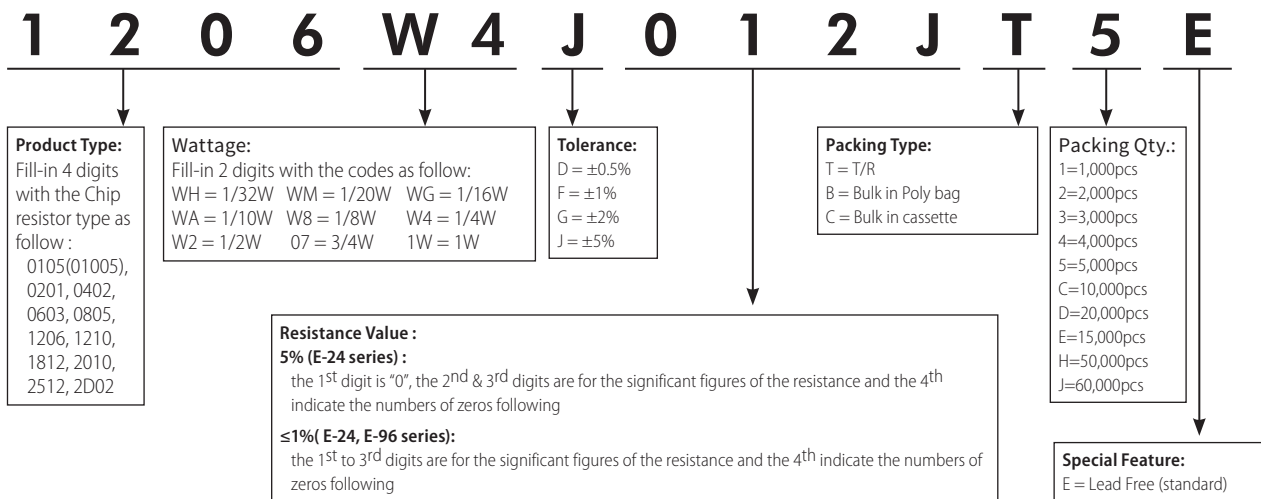 1 2 0 6 W 4 J 0 1 2 J T 5 E
Product Type:
Fill-in 4 digits
with the Chip
resistor type as
follow :
0105(01005),
0201, 0402,
0603, 0805,
1206, 1210,
1812, 2010,
2512, 2D02
Wattage:
Fill-in 2 digits with the codes as follow:
WH = 1/32W WM = 1/20W WG = 1/16W
WA = 1/10W W8 = 1/8W W4 = 1/4W
W2 = 1/2W 07 = 3/4W 1W = 1W
Tolerance:
D = ±0.5%
F = ±1%
G = ±2%
J = ±5%
Resistance Value :
5% (E-24 series) :
the 1st digit is “0”, the 2nd & 3rd digits are for the significant figures of the resistance and the 4th
indicate the numbers of zeros following
≤1%( E-24, E-96 series):
the 1st to 3rd digits are for the significant figures of the resistance and the 4th indicate the numbers of
zeros following
Packing Type:
T = T/R
B = Bulk in Poly bag
C = Bulk in cassette
Packing Qty.:
1=1,000pcs
2=2,000pcs
3=3,000pcs
4=4,000pcs
5=5,000pcs
C=10,000pcs
D=20,000pcs
E=15,000pcs
H=50,000pcs
J=60,000pcs
Special Feature:
E = Lead Free (standard)